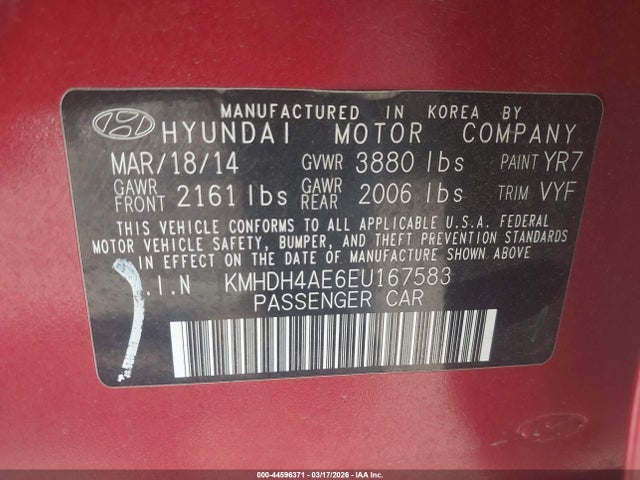 MANUFACTURED IN KOREA BY
HYUNDAI MOTOR COMPANY
MAR/18/14 GVWR 3880 lbs PAINT YR7
GAWR FRONT 2161 lbs GAWR REAR 2006 lbs TRIM VYF
THIS VEHICLE CONFORMS TO ALL APPLICABLE U.S.A. FEDERAL
MOTOR VEHICLE SAFETY, BUMPER, AND THEFT PREVENTION STANDARDS
IN EFFECT ON THE DATE OF MANUFACTURE SHOWN ABOVE
.I.N KMHDH4AE6EU167583
PASSENGER CAR
000-44596371 - 03/17/2026 - IAA Inc.